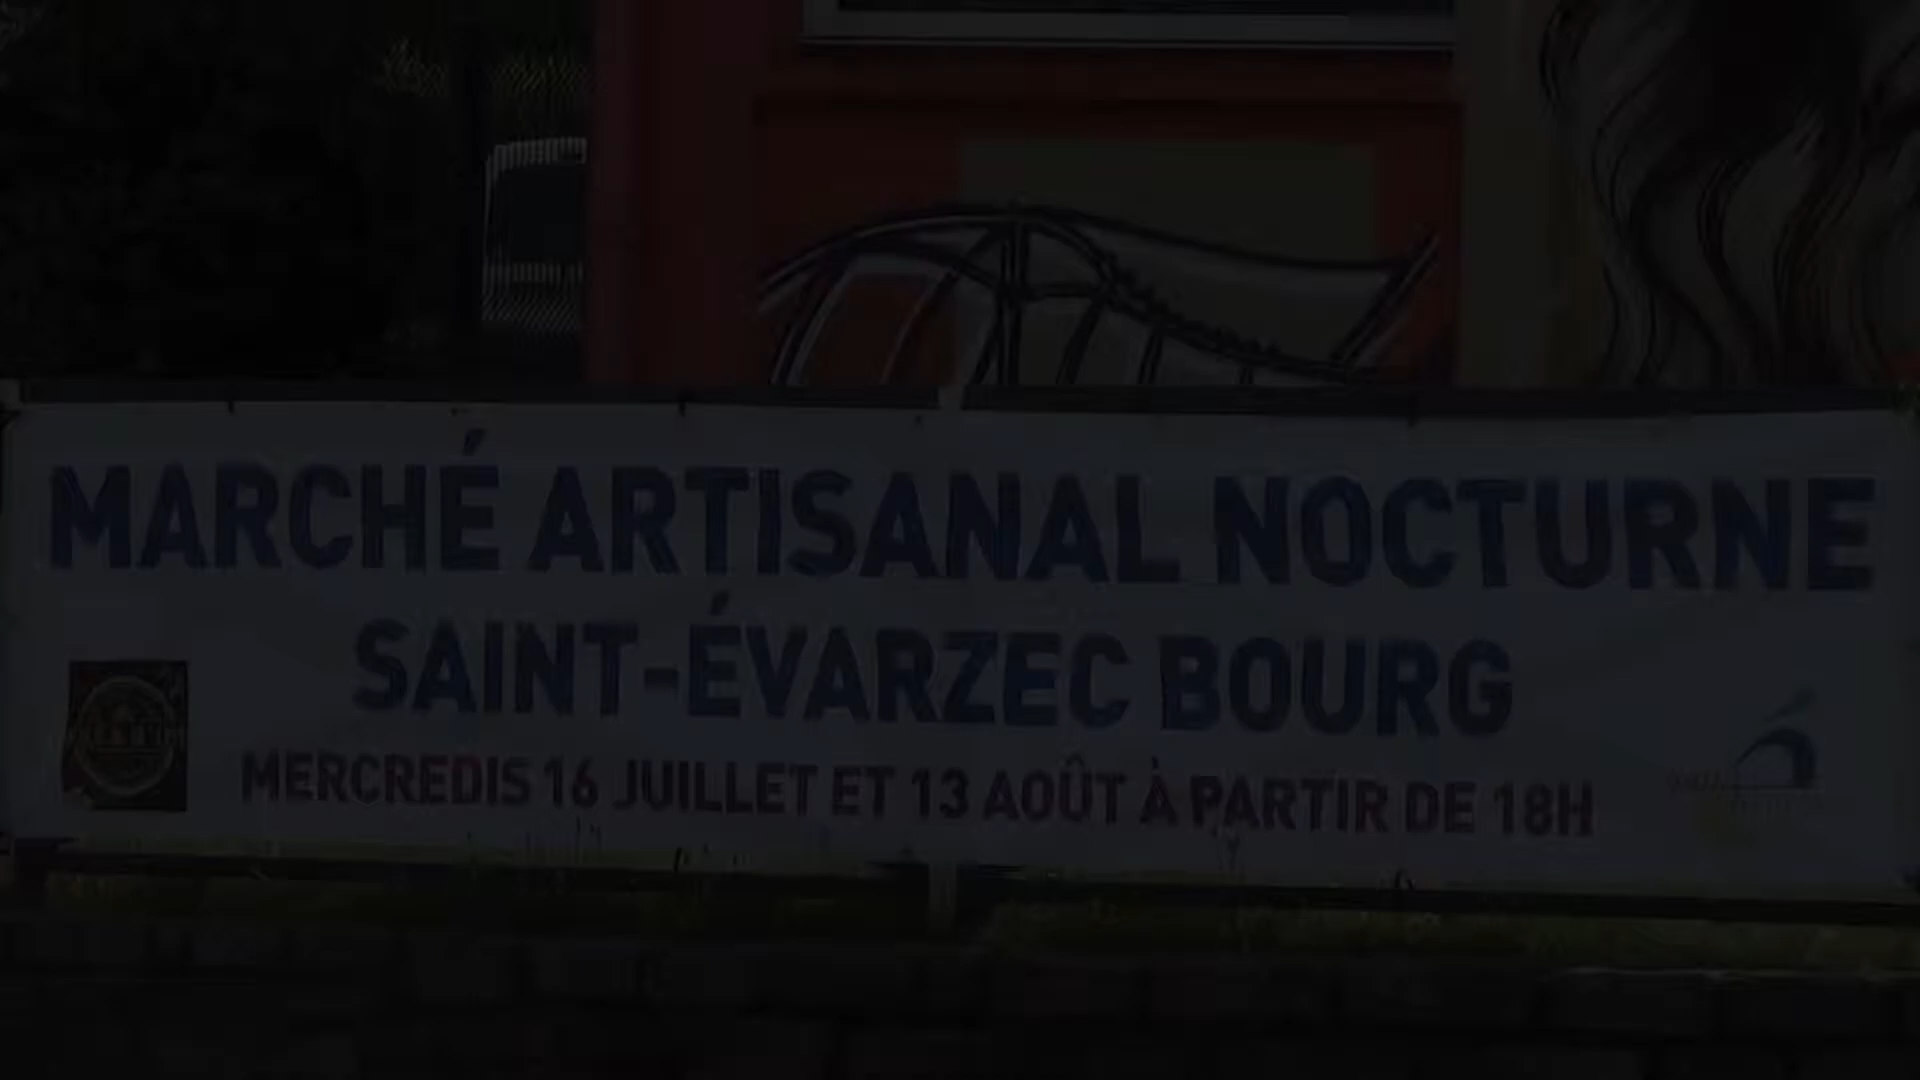 MARCHÉ ARTISANAL NOCTURNE
SAINT-ÉVARZEC BOURG
MERCREDIS 16 JUILLET ET 13 AOÛT À PARTIR DE 18H